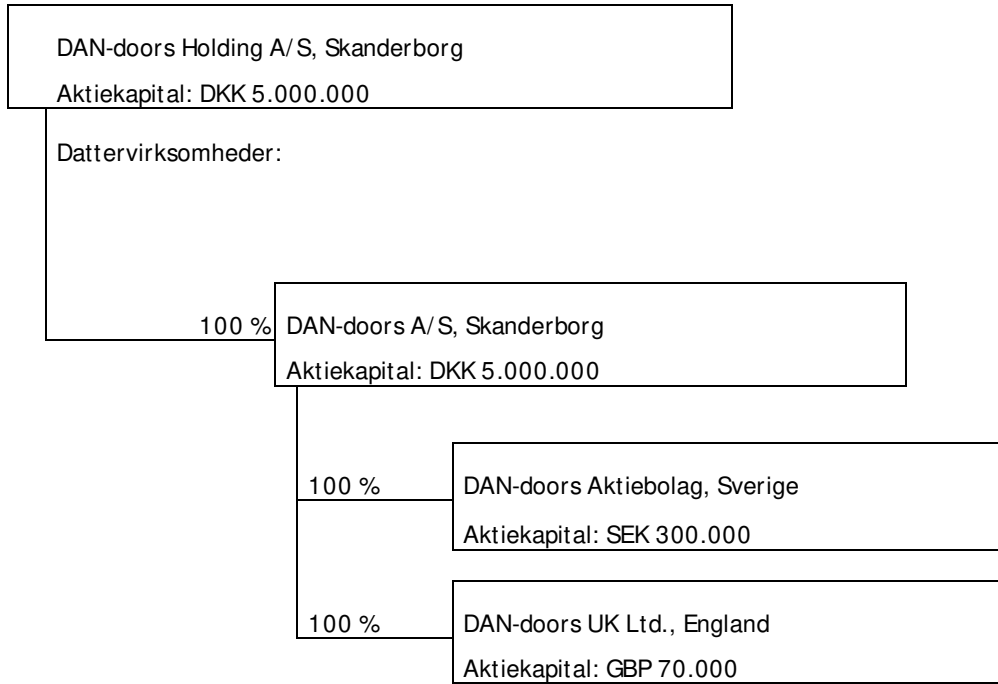 DAN-doors Holding A/S, Skanderborg
Aktiekapital: DKK 5.000.000
Dattervirksomheder:
100 % DAN-doors A/S, Skanderborg
Aktiekapital: DKK 5.000.000
100 % DAN-doors Aktiebolag, Sverige
Aktiekapital: SEK 300.000
100 % DAN-doors UK Ltd., England
Aktiekapital: GBP 70.000